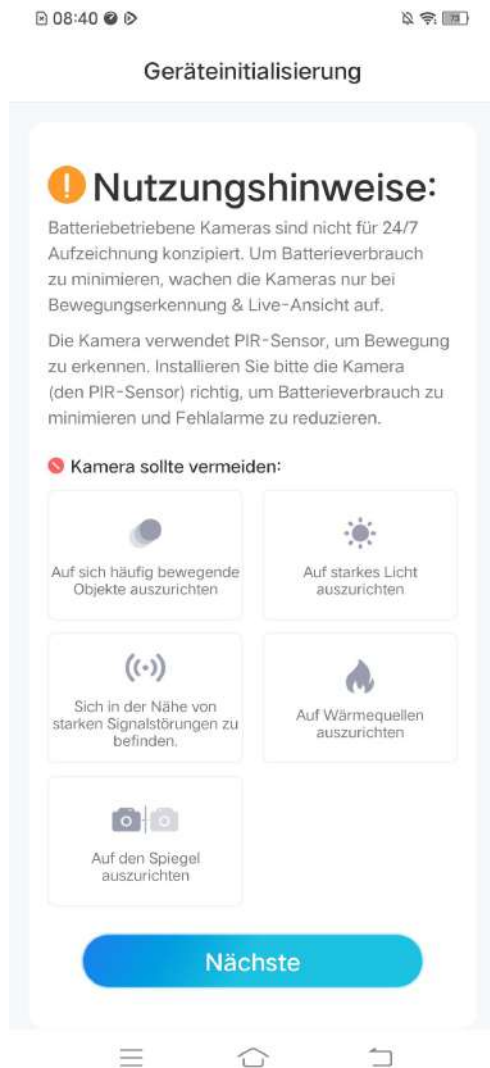 08:40
73
Geräteinitialisierung
Nutzungshinweise:
Batteriebetriebene Kameras sind nicht für 24/7
Aufzeichnung konzipiert. Um Batterieverbrauch
zu minimieren, wachen die Kameras nur bei
Bewegungserkennung & Live-Ansicht auf.
Die Kamera verwendet PIR-Sensor, um Bewegung
zu erkennen. Installieren Sie bitte die Kamera
(den PIR-Sensor) richtig, um Batterieverbrauch zu
minimieren und Fehlalarme zu reduzieren.
Kamera sollte vermeiden:
Auf sich häufig bewegende
Objekte auszurichten
Auf starkes Licht
auszurichten
Sich in der Nähe von
starken Signalstörungen zu
befinden.
Auf Wärmequellen
auszurichten
Auf den Spiegel
auszurichten
Nächste